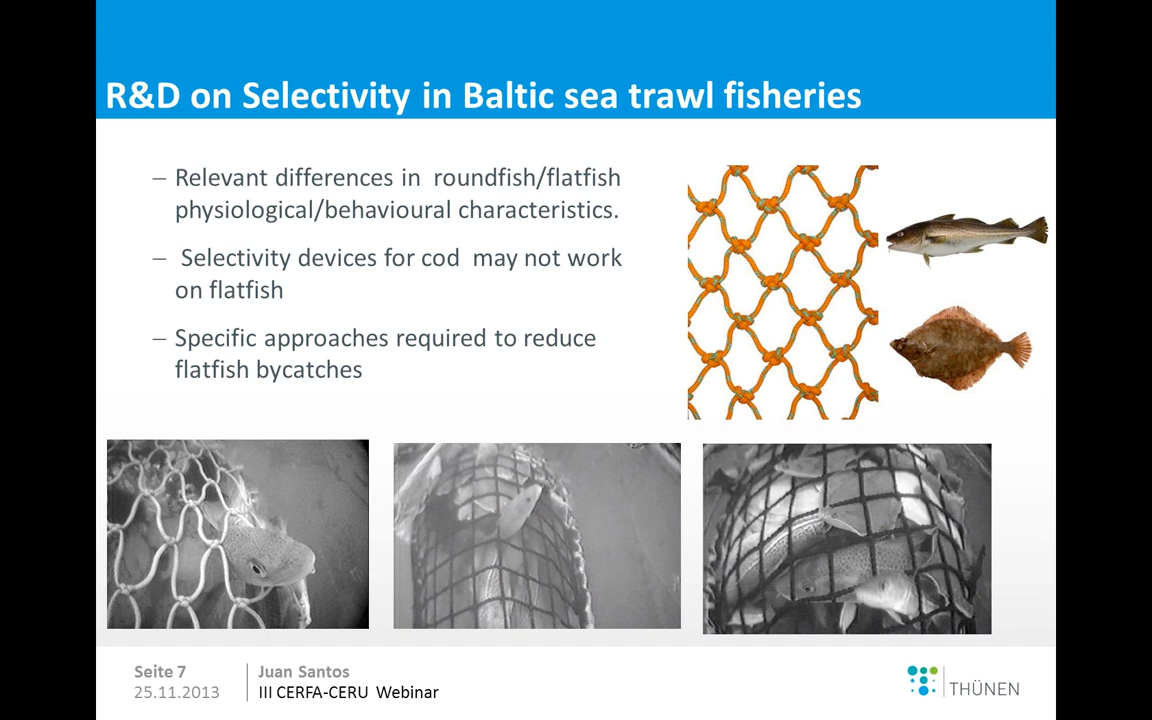 R&D on Selectivity in Baltic sea trawl fisheries
– Relevant differences in roundfish/flatfish
physiological/behavioural characteristics.
– Selectivity devices for cod may not work
on flatfish
– Specific approaches required to reduce
flatfish bycatches
Seite 7
25.11.2013
Juan Santos
III CERFA-CERU Webinar
THÜNEN